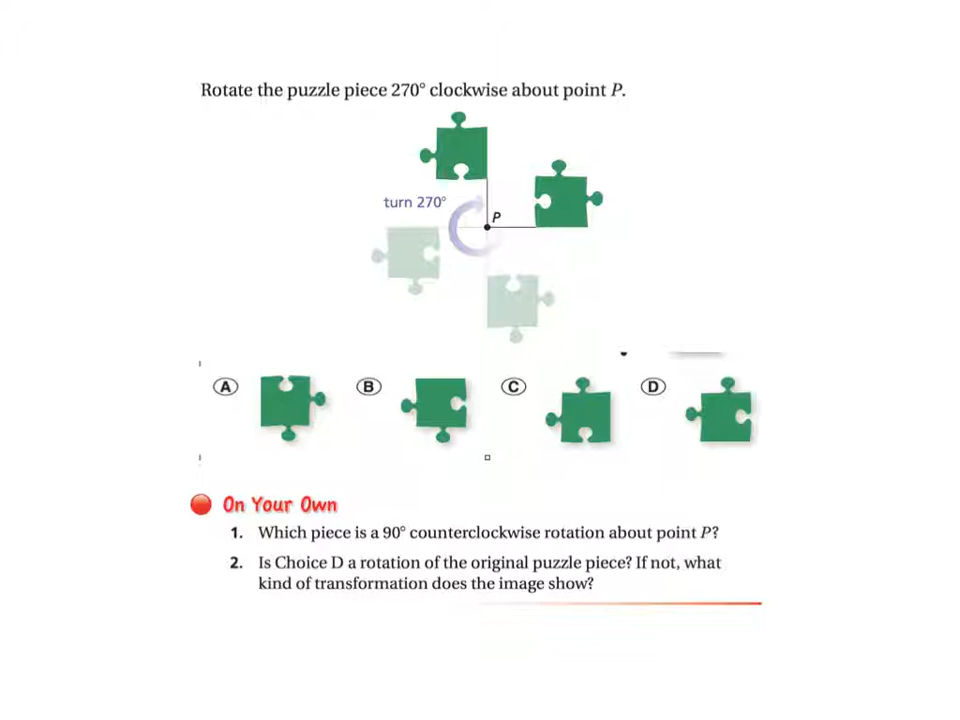 Rotate the puzzle piece 270° clockwise about point P.
turn 270°
P
A B C D
On Your Own
1. Which piece is a 90° counterclockwise rotation about point P?
2. Is Choice D a rotation of the original puzzle piece? If not, what
kind of transformation does the image show?